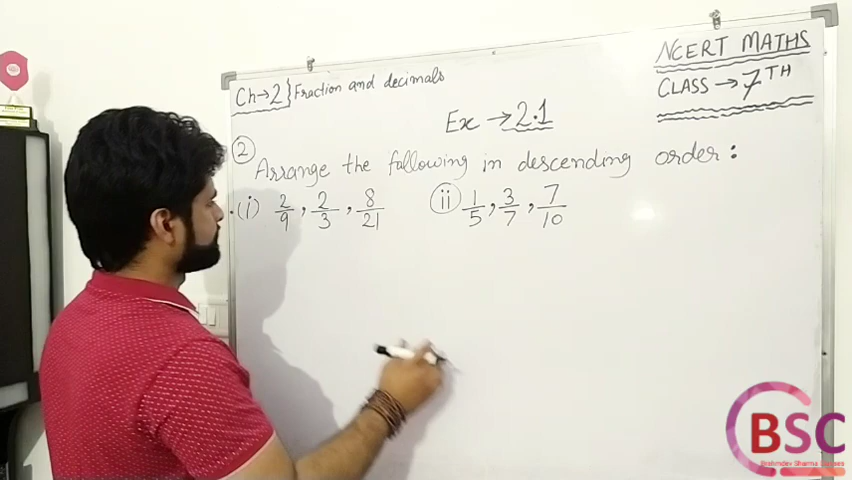 NCERT MATHS
CLASS → 7TH
Ch→2} Fraction and decimals
Ex → 2.1
② Arrange the following in descending order:
(i) 2/9, 2/3, 8/21 (ii) 1/5, 3/7, 7/10
BSC